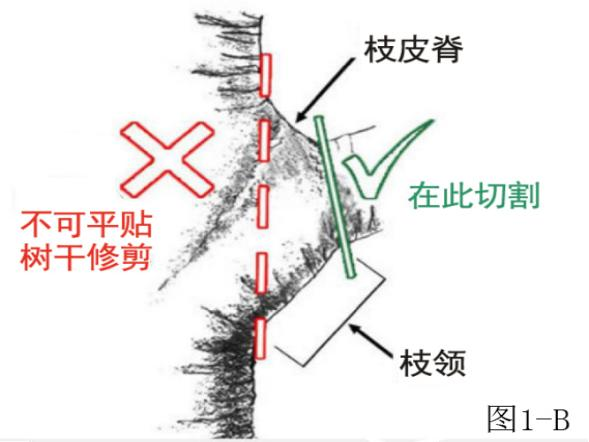 枝皮脊
在此切割
不可平贴
树干修剪
枝领
图1-B